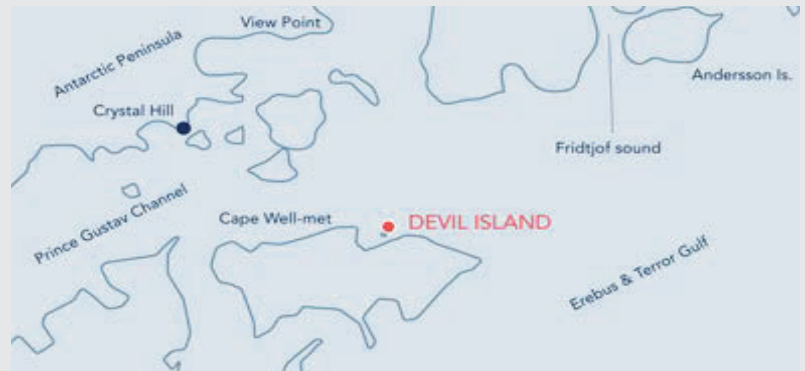 View Point
Antarctic Peninsula
Andersson Is.
Crystal Hill
Fridtjof sound
Prince Gustav Channel
Cape Well-met
DEVIL ISLAND
Erebus & Terror Gulf